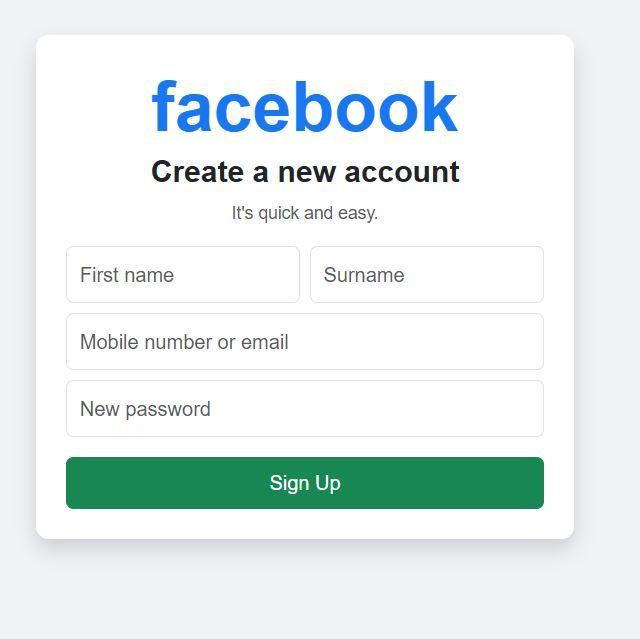 facebook
Create a new account
It's quick and easy.
First name
Surname
Mobile number or email
New password
Sign Up